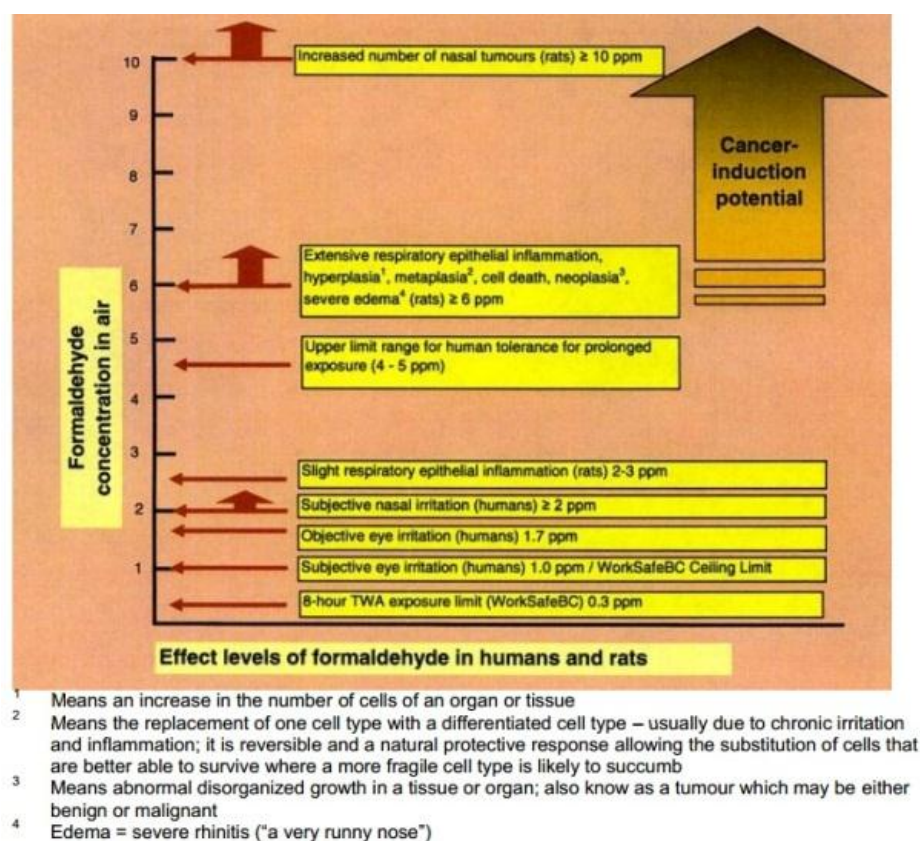 10
Increased number of nasal tumours (rats) ≥ 10 ppm
9
Cancer-
induction
potential
8
7
Extensive respiratory epithelial inflammation,
hyperplasia¹, metaplasia², cell death, neoplasia³,
severe edema⁴ (rats) ≥ 6 ppm
6
Formaldehyde
concentration in air
5
Upper limit range for human tolerance for prolonged
exposure (4 - 5 ppm)
4
3
Slight respiratory epithelial inflammation (rats) 2-3 ppm
2
Subjective nasal irritation (humans) ≥ 2 ppm
Objective eye irritation (humans) 1.7 ppm
1
Subjective eye irritation (humans) 1.0 ppm / WorkSafeBC Ceiling Limit
8-hour TWA exposure limit (WorkSafeBC) 0.3 ppm
Effect levels of formaldehyde in humans and rats
1 Means an increase in the number of cells of an organ or tissue
2 Means the replacement of one cell type with a differentiated cell type – usually due to chronic irritation
and inflammation; it is reversible and a natural protective response allowing the substitution of cells that
are better able to survive where a more fragile cell type is likely to succumb
3 Means abnormal disorganized growth in a tissue or organ; also know as a tumour which may be either
benign or malignant
4 Edema = severe rhinitis (“a very runny nose”)